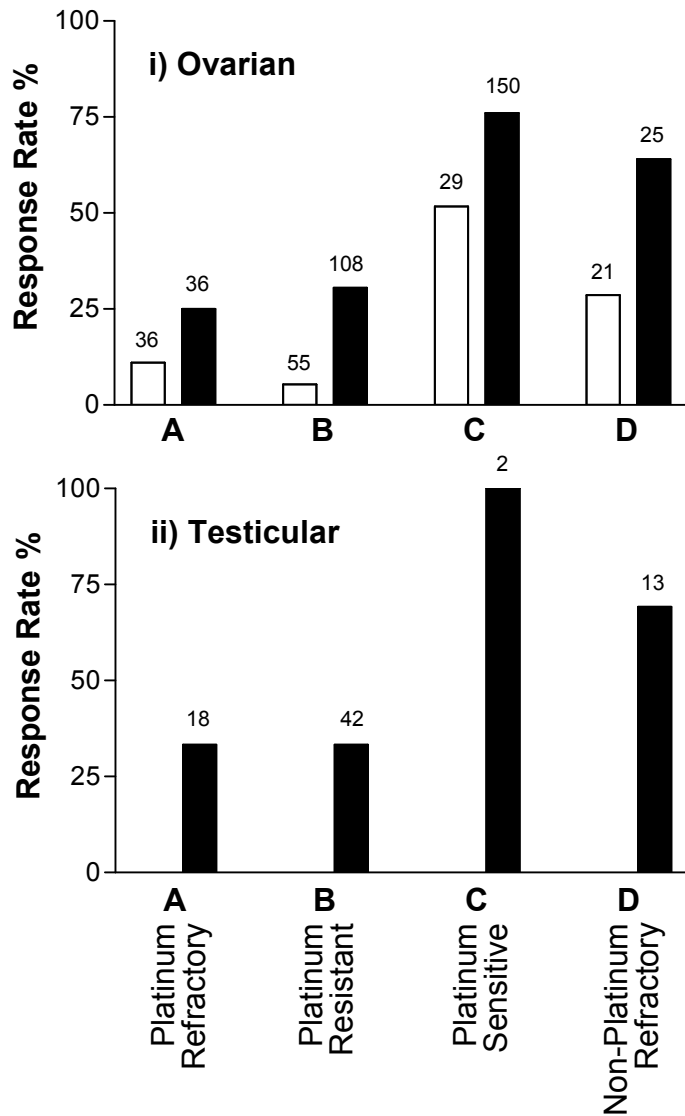 100
i) Ovarian
150
75
25
29
50
Response Rate %
108
36
21
25
36
55
0
A B C D
2
100
ii) Testicular
75
13
50
Response Rate %
18
42
25
0
A B C D
Platinum
Refractory
Platinum
Resistant
Platinum
Sensitive
Non-Platinum
Refractory